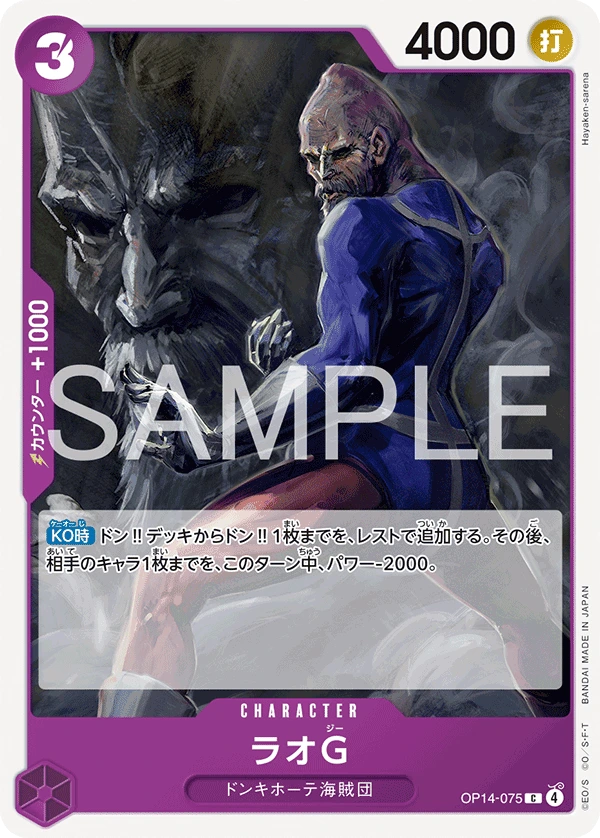 3
4000
打
Hayaken-sarena
カウンター +1000
SAMPLE
KO時 ドン!!デッキからドン!!1枚までを、レストで追加する。その後、
相手のキャラ1枚までを、このターン中、パワー-2000。
CHARACTER
ラオG
ドンキホーテ海賊団
OP14-075 C 4
©E.O/S ©O/S・F・T BANDAI MADE IN JAPAN